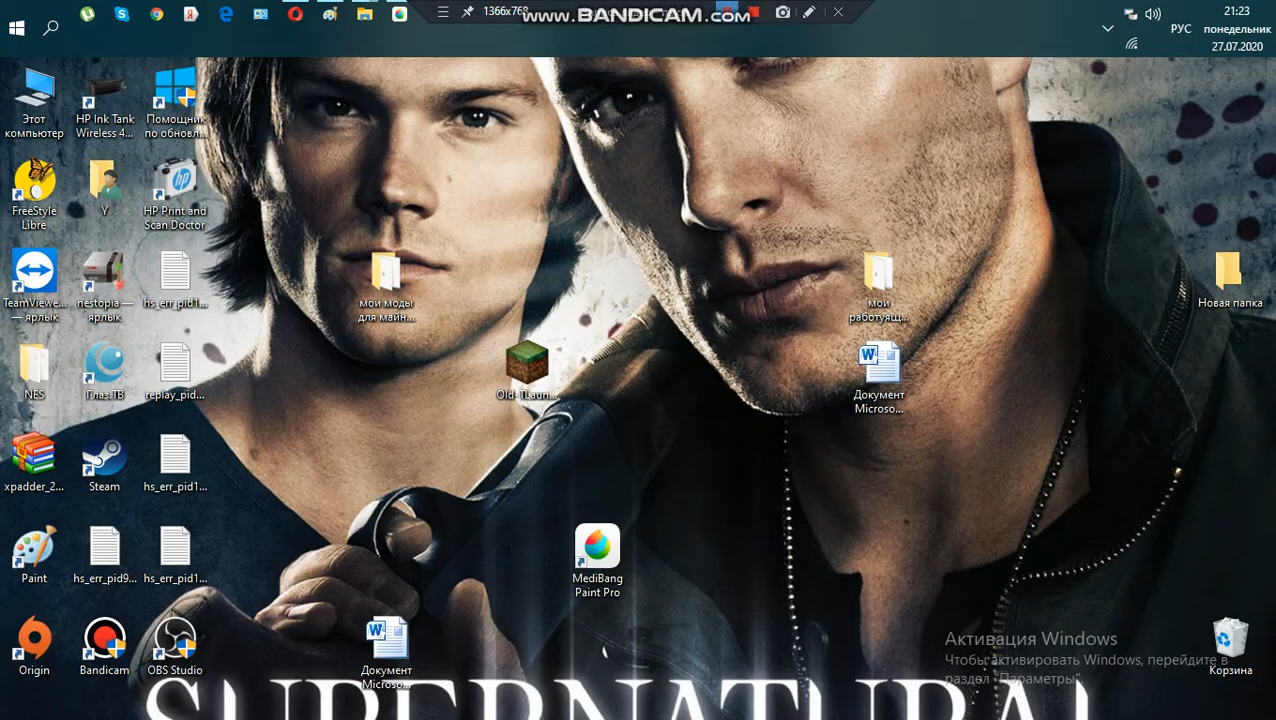 1366x768
www.BANDICAM.com
21:23
РУС
понедельник
27.07.2020
Этот
компьютер
HP Ink Tank
Wireless 4...
Помощник
по обновл...
FreeStyle
Libre
Y
HP Print and
Scan Doctor
TeamViewe...
— ярлык
nestopia —
ярлык
hs_err_pid1...
мои моды
для майн...
мои
работующ...
Новая папка
NES
Глаз.ТВ
replay_pid...
Old-TLaun...
Документ
Microso...
xpadder_2...
Steam
hs_err_pid1...
Paint
hs_err_pid9...
hs_err_pid1...
MediBang
Paint Pro
Origin
Bandicam
OBS Studio
Документ
Microso...
Активация Windows
Чтобы активировать Windows, перейдите в
раздел "Параметры".
Корзина
SUPERNATURAL